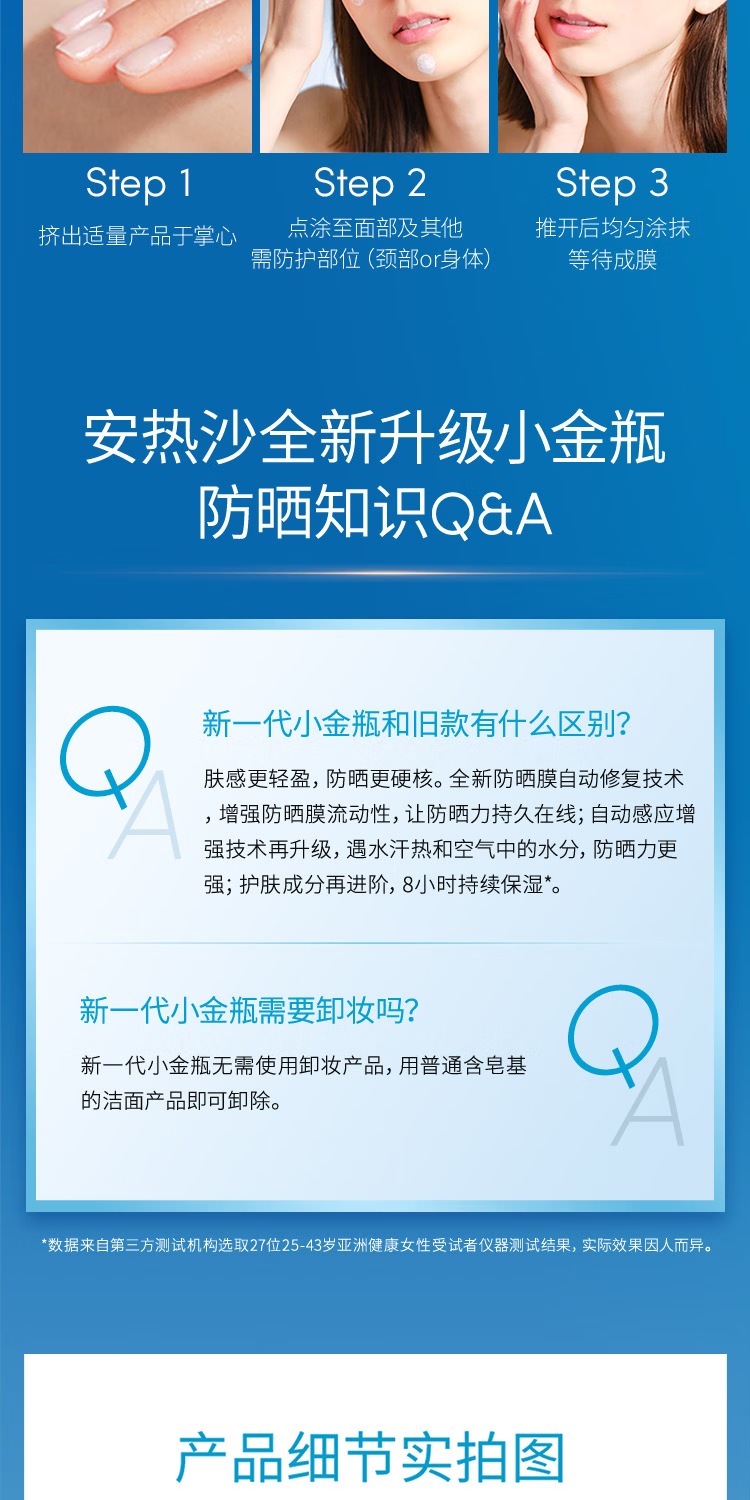 Step 1
挤出适量产品于掌心
Step 2
点涂至面部及其他
需防护部位（颈部or身体）
Step 3
推开后均匀涂抹
等待成膜
安热沙全新升级小金瓶
防晒知识Q&A
QA
新一代小金瓶和旧款有什么区别？
肤感更轻盈，防晒更硬核。全新防晒膜自动修复技术
，增强防晒膜流动性，让防晒力持久在线；自动感应增
强技术再升级，遇水汗热和空气中的水分，防晒力更
强；护肤成分再进阶，8小时持续保湿*。
新一代小金瓶需要卸妆吗？
新一代小金瓶无需使用卸妆产品，用普通含皂基
的洁面产品即可卸除。
QA
*数据来自第三方测试机构选取27位25-43岁亚洲健康女性受试者仪器测试结果，实际效果因人而异。
产品细节实拍图